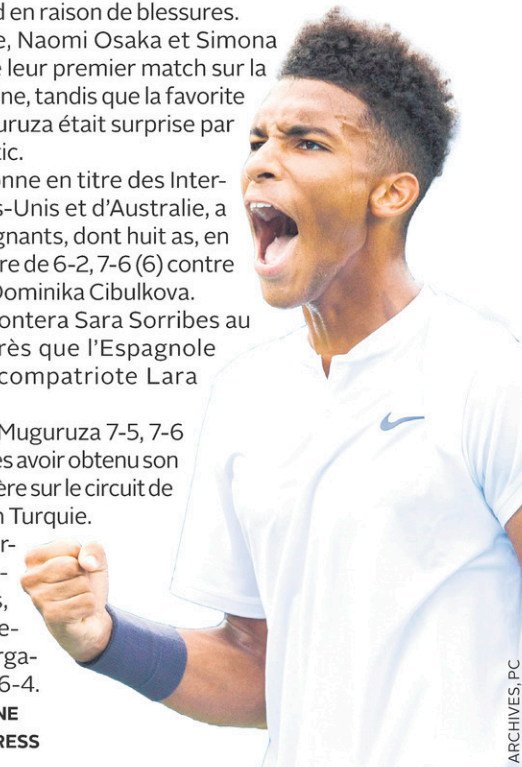 d en raison de blessures.
e, Naomi Osaka et Simona
e leur premier match sur la
ne, tandis que la favorite
uruza était surprise par
tic.
onne en titre des Inter-
s-Unis et d'Australie, a
gnants, dont huit as, en
re de 6-2, 7-6 (6) contre
Dominika Cibulkova.
ontera Sara Sorribes au
rès que l'Espagnole
compatriote Lara
Muguruza 7-5, 7-6
es avoir obtenu son
ère sur le circuit de
n Turquie.
r-
-
s,
e-
rga-
6-4.
NE
RESS
ARCHIVES, PC